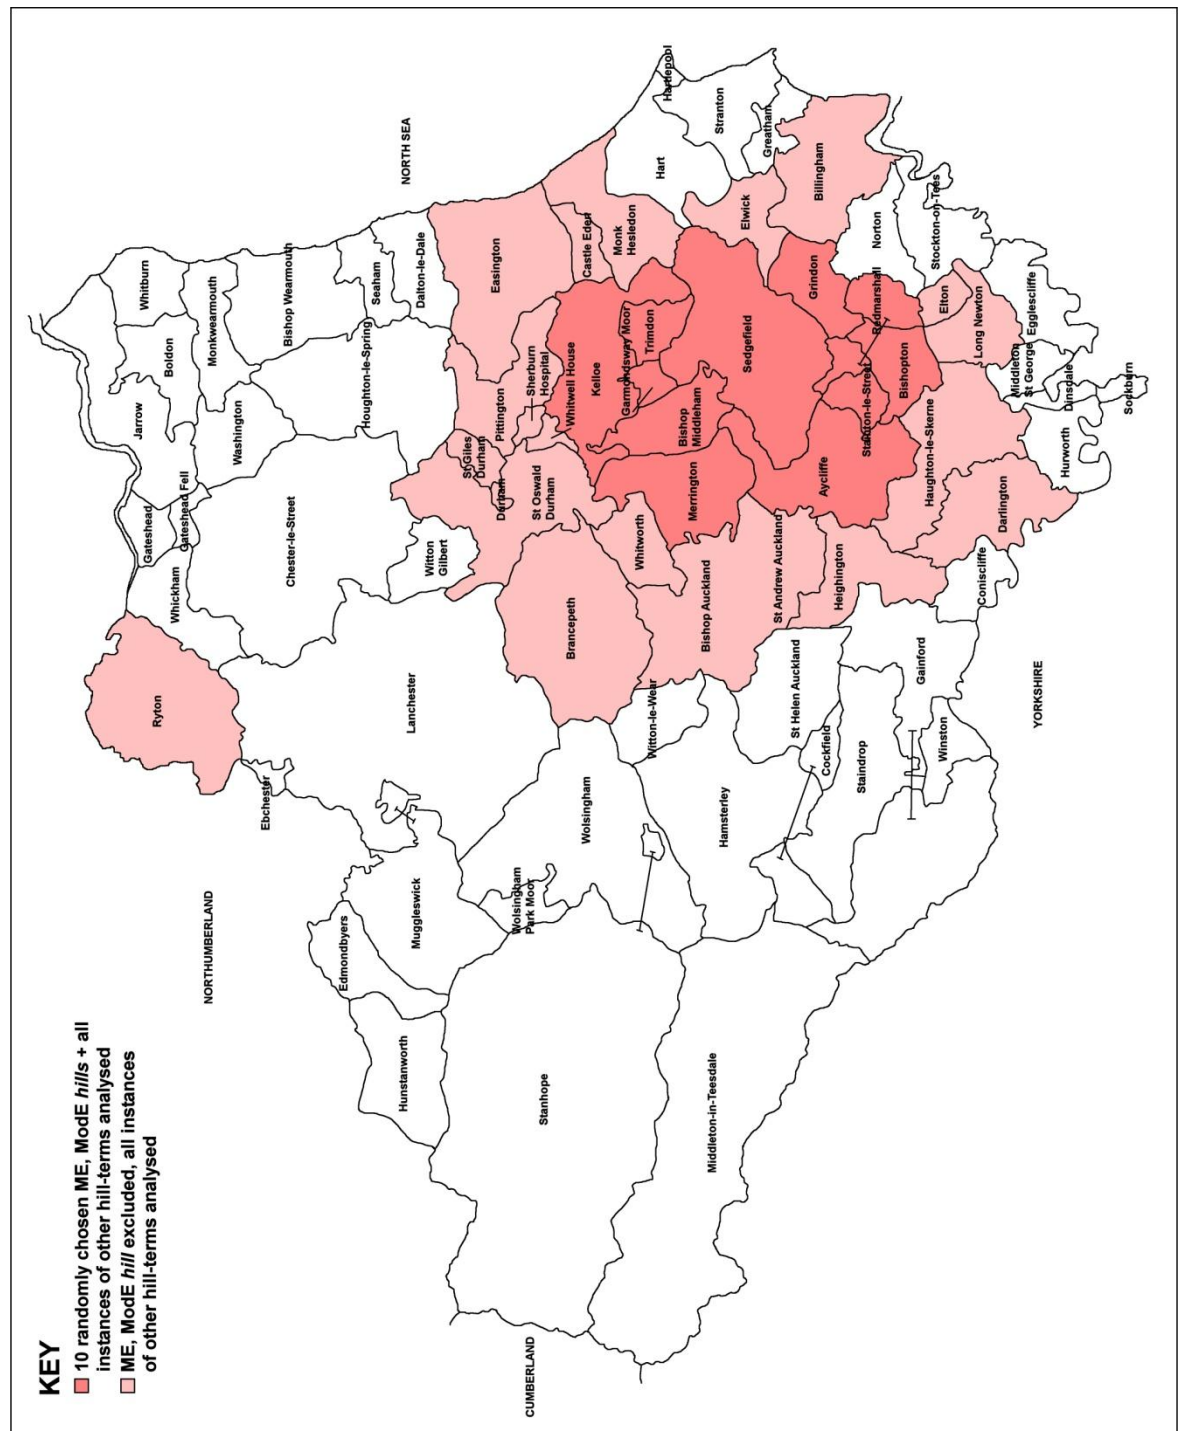 KEY
10 randomly chosen ME, ModE hills + all
instances of other hill-terms analysed
ME, ModE hill excluded, all instances
of other hill-terms analysed
NORTHUMBERLAND
NORTH SEA
CUMBERLAND
YORKSHIRE
Ryton
Whickham
Gateshead
Gateshead Fell
Jarrow
Boldon
Whitburn
Monkwearmouth
Washington
Bishop Wearmouth
Chester-le-Street
Houghton-le-Spring
Seaham
Dalton-le-Dale
Ebchester
Lanchester
Witton
Gilbert
Edmondbyers
Muggleswick
Hunstanworth
St Giles
Durham
Durham
St Oswald
Durham
Pittington
Sherburn
Hospital
Easington
Whitwell House
Castle Eden
Monk
Hesledon
Kelloe
Garmondsway Moor
Trimdon
Stanhope
Wolsingham
Park Moor
Wolsingham
Brancepeth
Whitworth
Merrington
Bishop
Middleham
Hart
Hartlepool
Stranton
Greatham
Elwick
Sedgefield
Witton-le-Wear
Bishop Auckland
St Andrew Auckland
Aycliffe
Grindon
Billingham
Middleton-in-Teesdale
Hamsterley
St Helen Auckland
Cockfield
Heighington
Stainton-le-Street
Redmarshall
Bishopton
Norton
Stockton-on-Tees
Staindrop
Gainford
Winston
Coniscliffe
Haughton-le-Skerne
Darlington
Elton
Long Newton
Egglescliffe
Middleton
St George
Dinsdale
Hurworth
Sockburn